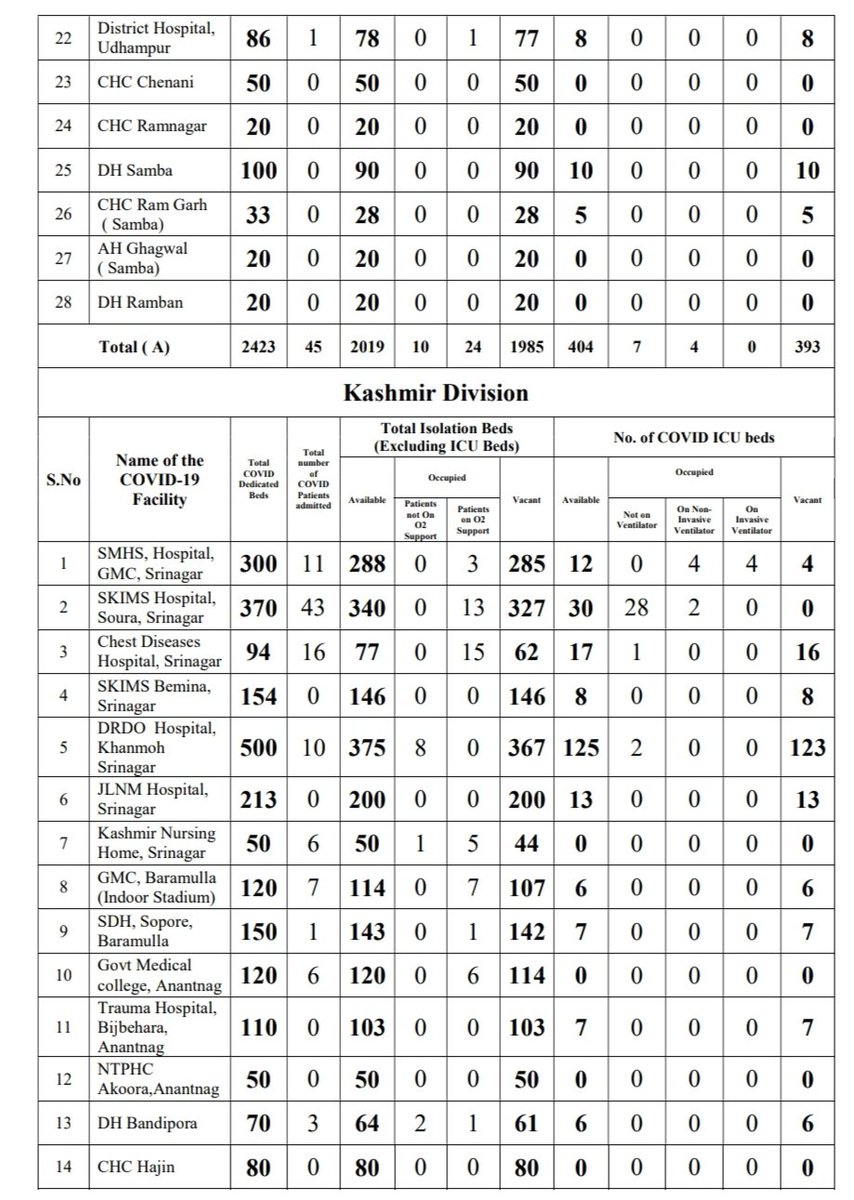 22 District Hospital, Udhampur 86 1 78 0 1 77 8 0 0 0 8
23 CHC Chenani 50 0 50 0 0 50 0 0 0 0 0
24 CHC Ramnagar 20 0 20 0 0 20 0 0 0 0 0
25 DH Samba 100 0 90 0 0 90 10 0 0 0 10
26 CHC Ram Garh ( Samba) 33 0 28 0 0 28 5 0 0 0 5
27 AH Ghagwal ( Samba) 20 0 20 0 0 20 0 0 0 0 0
28 DH Ramban 20 0 20 0 0 20 0 0 0 0 0
Total ( A) 2423 45 2019 10 24 1985 404 7 4 0 393
Kashmir Division
S.No
Name of the COVID-19 Facility
Total COVID Dedicated Beds
Total number of COVID Patients admitted
Total Isolation Beds (Excluding ICU Beds)
Available
Occupied
Patients not On O2 Support
Patients on O2 Support
Vacant
No. of COVID ICU beds
Available
Occupied
Not on Ventilator
On Non-Invasive Ventilator
On Invasive Ventilator
Vacant
1 SMHS, Hospital, GMC, Srinagar 300 11 288 0 3 285 12 0 4 4 4
2 SKIMS Hospital, Soura, Srinagar 370 43 340 0 13 327 30 28 2 0 0
3 Chest Diseases Hospital, Srinagar 94 16 77 0 15 62 17 1 0 0 16
4 SKIMS Bemina, Srinagar 154 0 146 0 0 146 8 0 0 0 8
5 DRDO Hospital, Khanmoh Srinagar 500 10 375 8 0 367 125 2 0 0 123
6 JLNM Hospital, Srinagar 213 0 200 0 0 200 13 0 0 0 13
7 Kashmir Nursing Home, Srinagar 50 6 50 1 5 44 0 0 0 0 0
8 GMC, Baramulla (Indoor Stadium) 120 7 114 0 7 107 6 0 0 0 6
9 SDH, Sopore, Baramulla 150 1 143 0 1 142 7 0 0 0 7
10 Govt Medical college, Anantnag 120 6 120 0 6 114 0 0 0 0 0
11 Trauma Hospital, Bijbehara, Anantnag 110 0 103 0 0 103 7 0 0 0 7
12 NTPHC Akoora,Anantnag 50 0 50 0 0 50 0 0 0 0 0
13 DH Bandipora 70 3 64 2 1 61 6 0 0 0 6
14 CHC Hajin 80 0 80 0 0 80 0 0 0 0 0